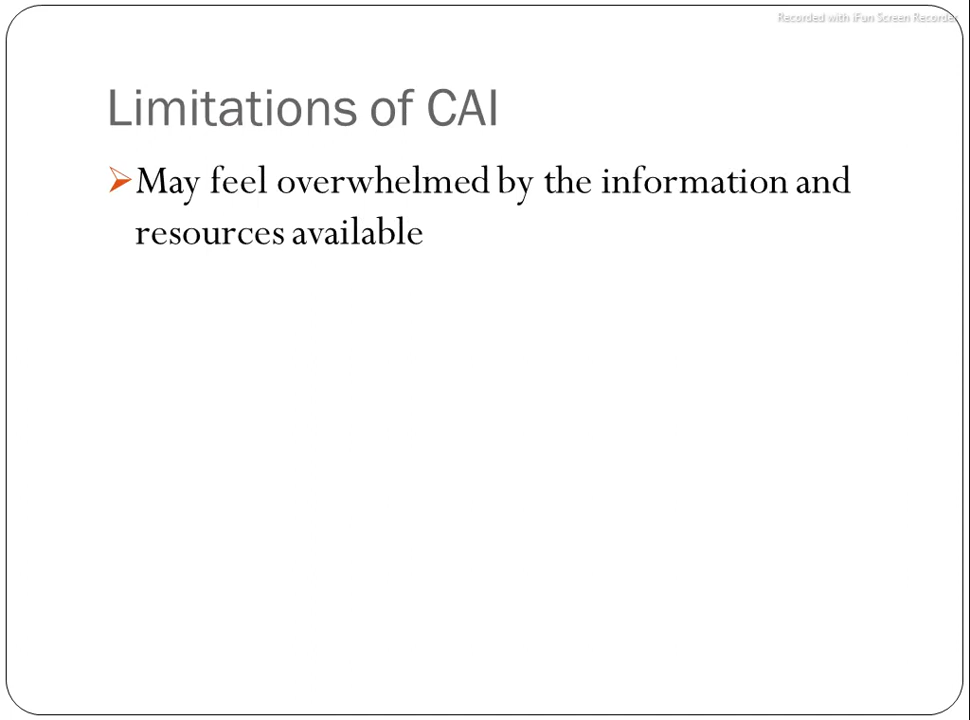 Recorded with iFun Screen Recorder
Limitations of CAI
May feel overwhelmed by the information and
resources available